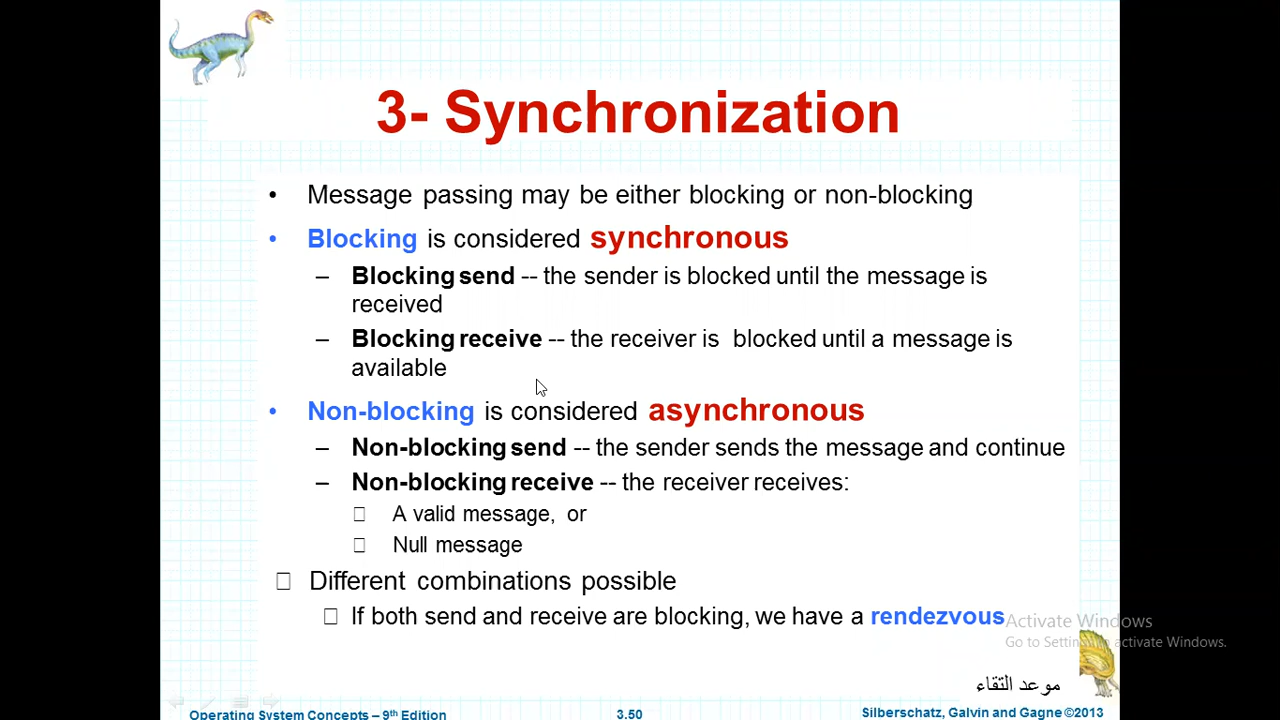 3- Synchronization
• Message passing may be either blocking or non-blocking
• Blocking is considered synchronous
– Blocking send -- the sender is blocked until the message is
received
– Blocking receive -- the receiver is blocked until a message is
available
• Non-blocking is considered asynchronous
– Non-blocking send -- the sender sends the message and continue
– Non-blocking receive -- the receiver receives:
A valid message, or
Null message
Different combinations possible
If both send and receive are blocking, we have a rendezvous
Activate Windows
Go to Settings to activate Windows.
موعد التقاء
Operating System Concepts – 9th Edition
3.50
Silberschatz, Galvin and Gagne ©2013